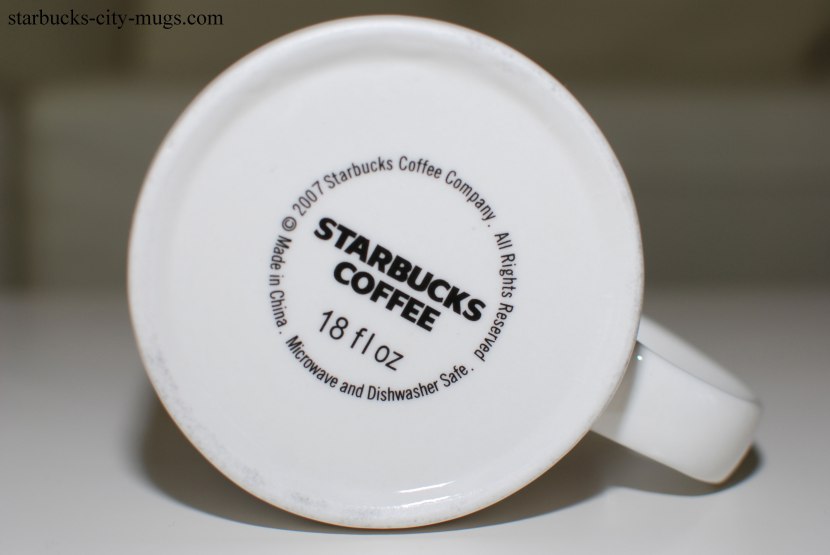 starbucks-city-mugs.com
© 2007 Starbucks Coffee Company. All Rights Reserved
STARBUCKS
COFFEE
18 fl oz
Made in China. Microwave and Dishwasher Safe.